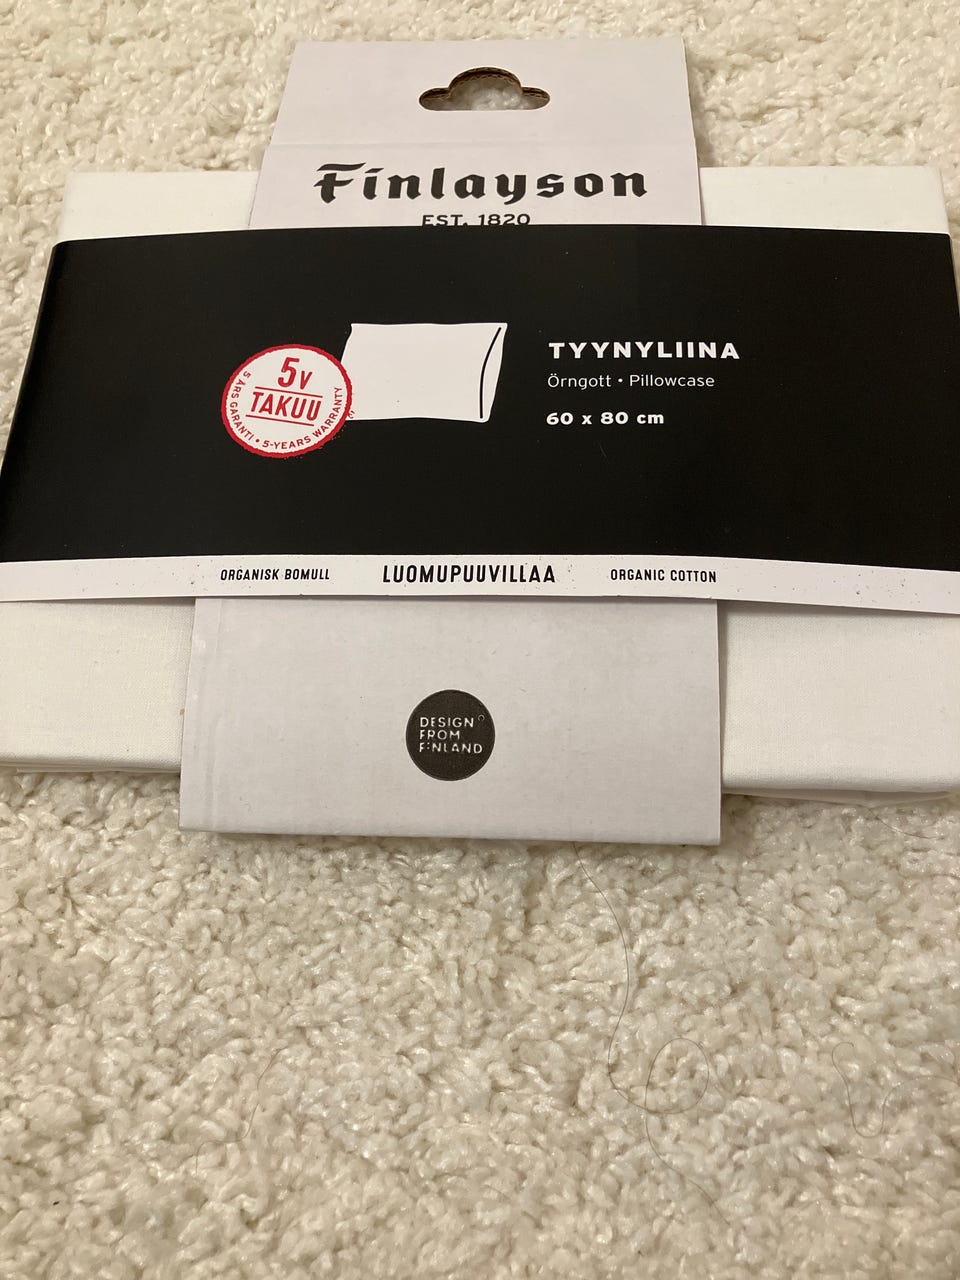 Finlayson
EST. 1820
5v
TAKUU
5 ÅRS GARANTI • 5-YEARS WARRANTY
TYYNYLIINA
Örngott • Pillowcase
60 x 80 cm
ORGANISK BOMULL LUOMUPUUVILLAA ORGANIC COTTON
DESIGN
FROM
FINLAND